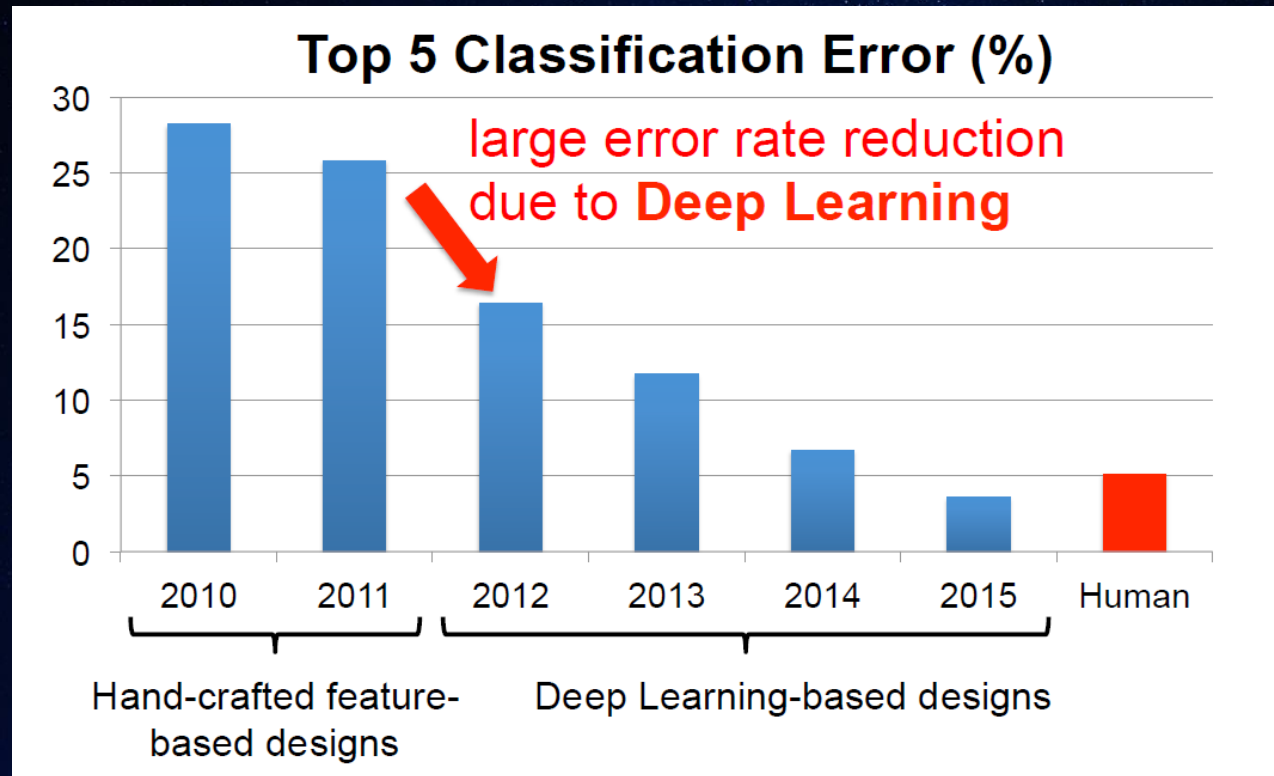 Top 5 Classification Error (%)
30
25
20
15
10
5
0
large error rate reduction
due to Deep Learning
2010 2011 2012 2013 2014 2015 Human
Hand-crafted feature-
based designs
Deep Learning-based designs